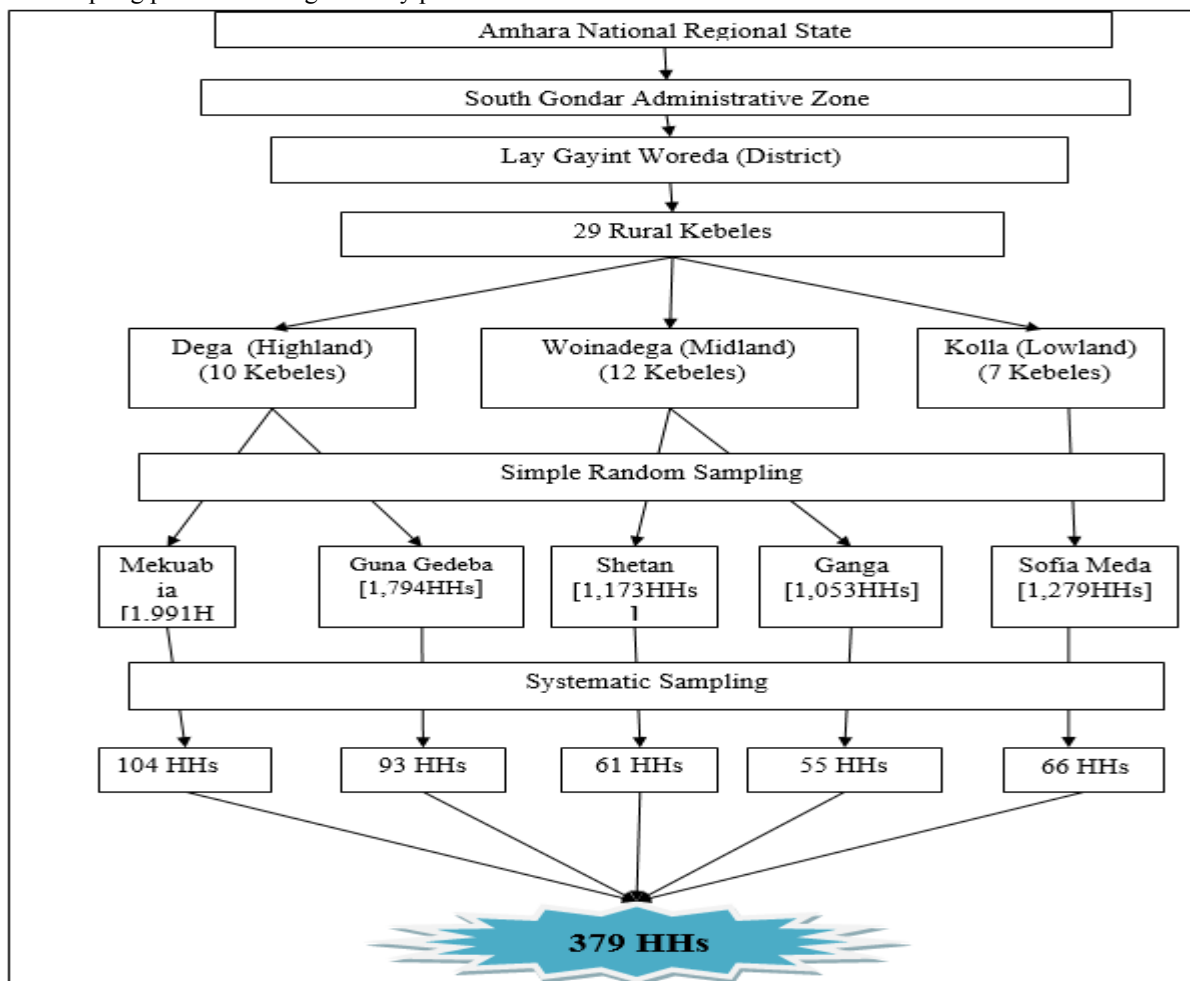 Amhara National Regional State
South Gondar Administrative Zone
Lay Gayint Woreda (District)
29 Rural Kebeles
Dega (Highland)
(10 Kebeles)
Woinadega (Midland)
(12 Kebeles)
Kolla (Lowland)
(7 Kebeles)
Simple Random Sampling
Mekuab
ia
[1,991H
Guna Gedeba
[1,794HHs]
Shetan
[1,173HHs
]
Ganga
[1,053HHs]
Sofia Meda
[1,279HHs]
Systematic Sampling
104 HHs
93 HHs
61 HHs
55 HHs
66 HHs
379 HHs